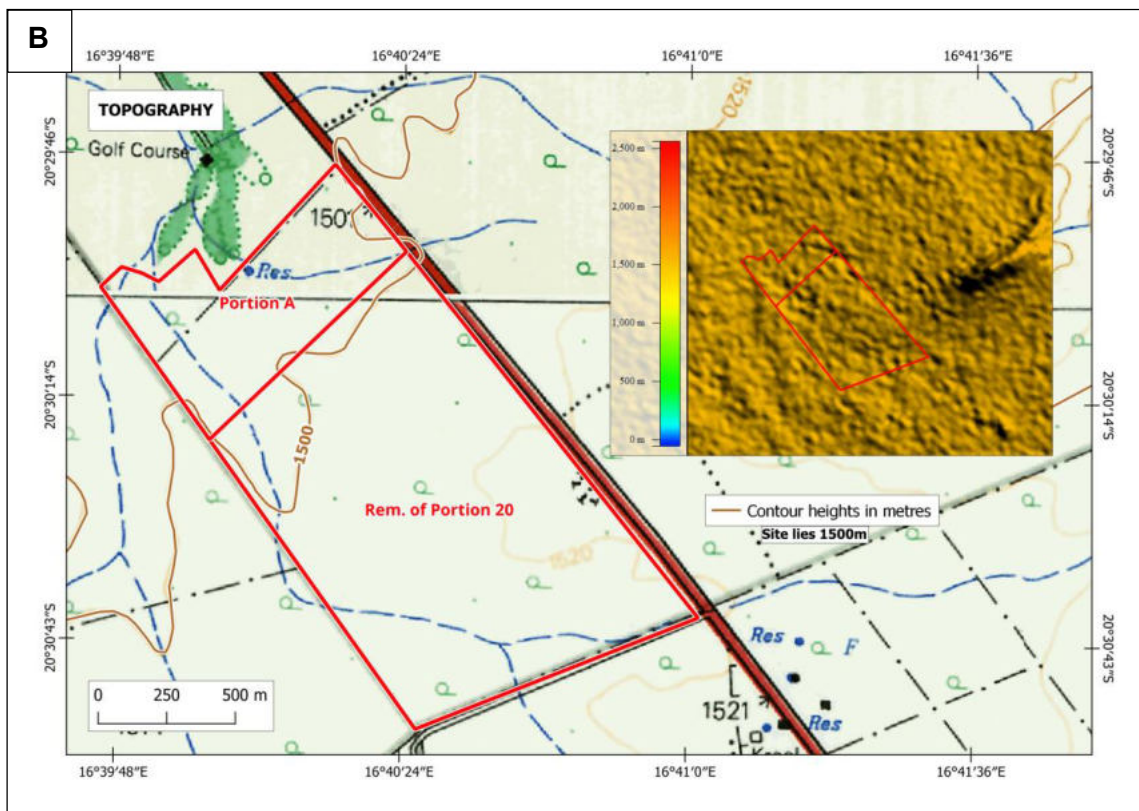 B
16°39'48"E
16°40'24"E
16°41'0"E
16°41'36"E
TOPOGRAPHY
Golf Course
20°29'46"S
20°29'46"S
1520
2,500 m
2,000 m
1,500 m
1,000 m
500 m
0 m
150
Res
Portion A
20°30'14"S
20°30'14"S
1500
Rem. of Portion 20
Contour heights in metres
Site lies 1500m
1520
20°30'43"S
20°30'43"S
Res
F
0 250 500 m
1521
Res
16°39'48"E
16°40'24"E
16°41'0"E
16°41'36"E